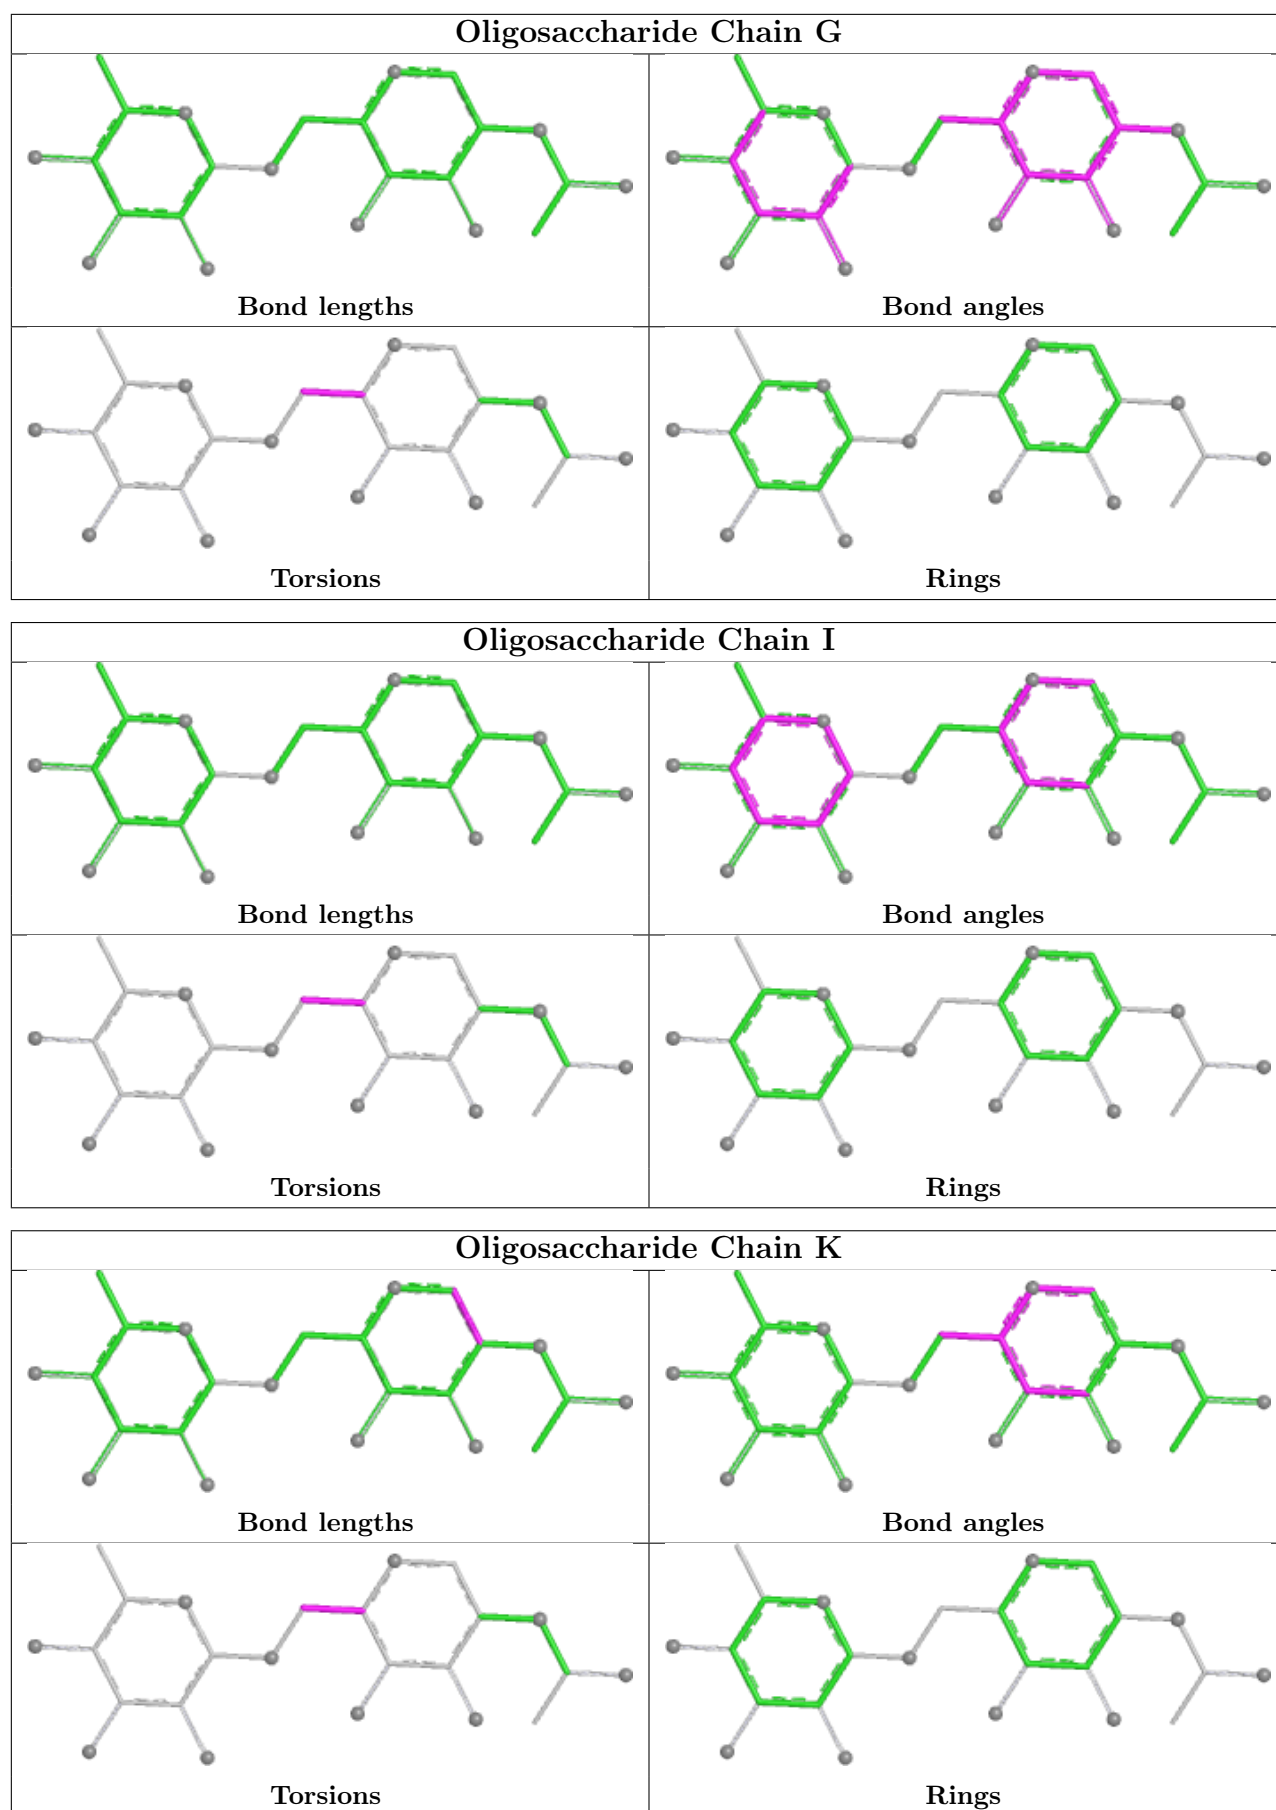 Oligosaccharide Chain G
Bond lengths
Bond angles
Torsions
Rings
Oligosaccharide Chain I
Bond lengths
Bond angles
Torsions
Rings
Oligosaccharide Chain K
Bond lengths
Bond angles
Torsions
Rings